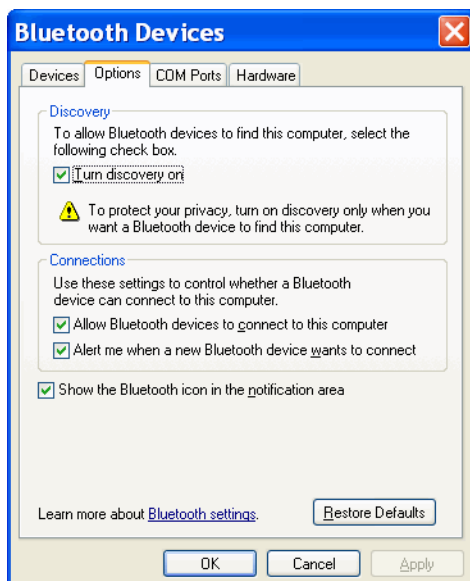 Bluetooth Devices
Devices Options COM Ports Hardware
Discovery
To allow Bluetooth devices to find this computer, select the
following check box.
Turn discovery on
To protect your privacy, turn on discovery only when you
want a Bluetooth device to find this computer.
Connections
Use these settings to control whether a Bluetooth
device can connect to this computer.
Allow Bluetooth devices to connect to this computer
Alert me when a new Bluetooth device wants to connect
Show the Bluetooth icon in the notification area
Learn more about Bluetooth settings. Restore Defaults
OK Cancel Apply